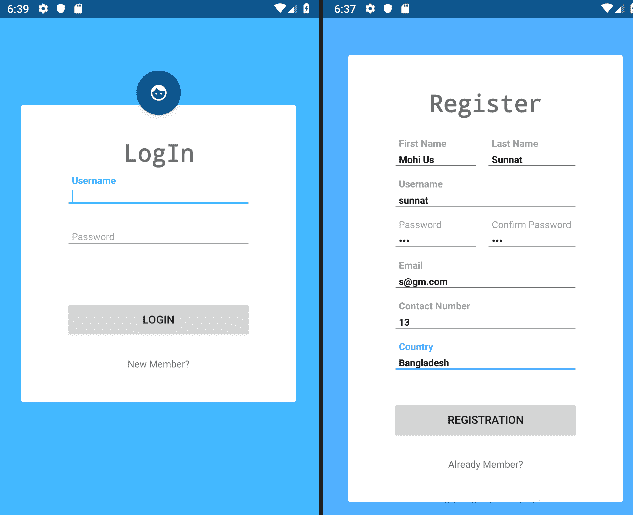 6:39
LogIn
Username
Password
LOGIN
New Member?
6:37
Register
First Name Last Name
Mohi Us Sunnat
Username
sunnat
Password Confirm Password
••• •••
Email
s@gm.com
Contact Number
13
Country
Bangladesh
REGISTRATION
Already Member?